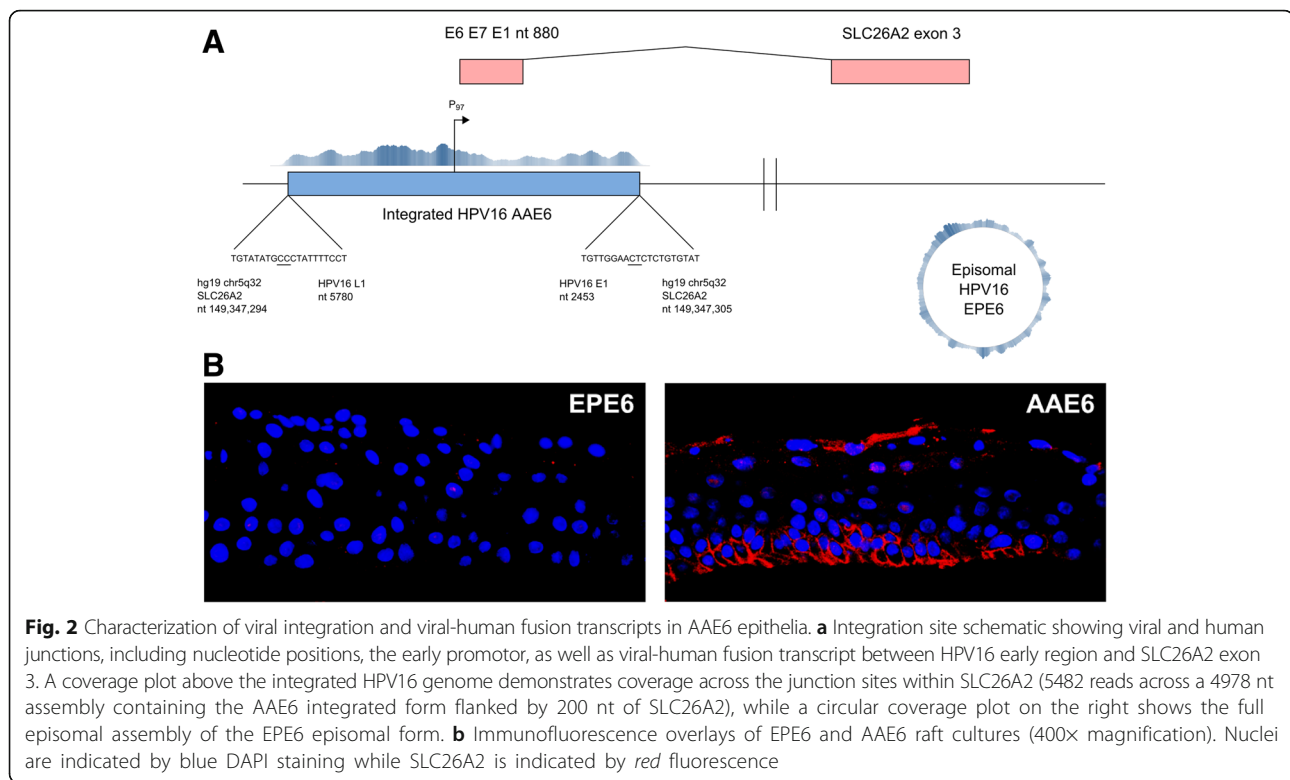 A
E6 E7 E1 nt 880
SLC26A2 exon 3
P97
Integrated HPV16 AAE6
TGTATATGCCCTATTTTCCT
TGTTGGAACTCTCTGTGTAT
hg19 chr5q32
SLC26A2
nt 149,347,294
HPV16 L1
nt 5780
HPV16 E1
nt 2453
hg19 chr5q32
SLC26A2
nt 149,347,305
Episomal
HPV16
EPE6
B
EPE6
AAE6
Fig. 2 Characterization of viral integration and viral-human fusion transcripts in AAE6 epithelia. a Integration site schematic showing viral and human
junctions, including nucleotide positions, the early promotor, as well as viral-human fusion transcript between HPV16 early region and SLC26A2 exon
3. A coverage plot above the integrated HPV16 genome demonstrates coverage across the junction sites within SLC26A2 (5482 reads across a 4978 nt
assembly containing the AAE6 integrated form flanked by 200 nt of SLC26A2), while a circular coverage plot on the right shows the full
episomal assembly of the EPE6 episomal form. b Immunofluorescence overlays of EPE6 and AAE6 raft cultures (400× magnification). Nuclei
are indicated by blue DAPI staining while SLC26A2 is indicated by red fluorescence